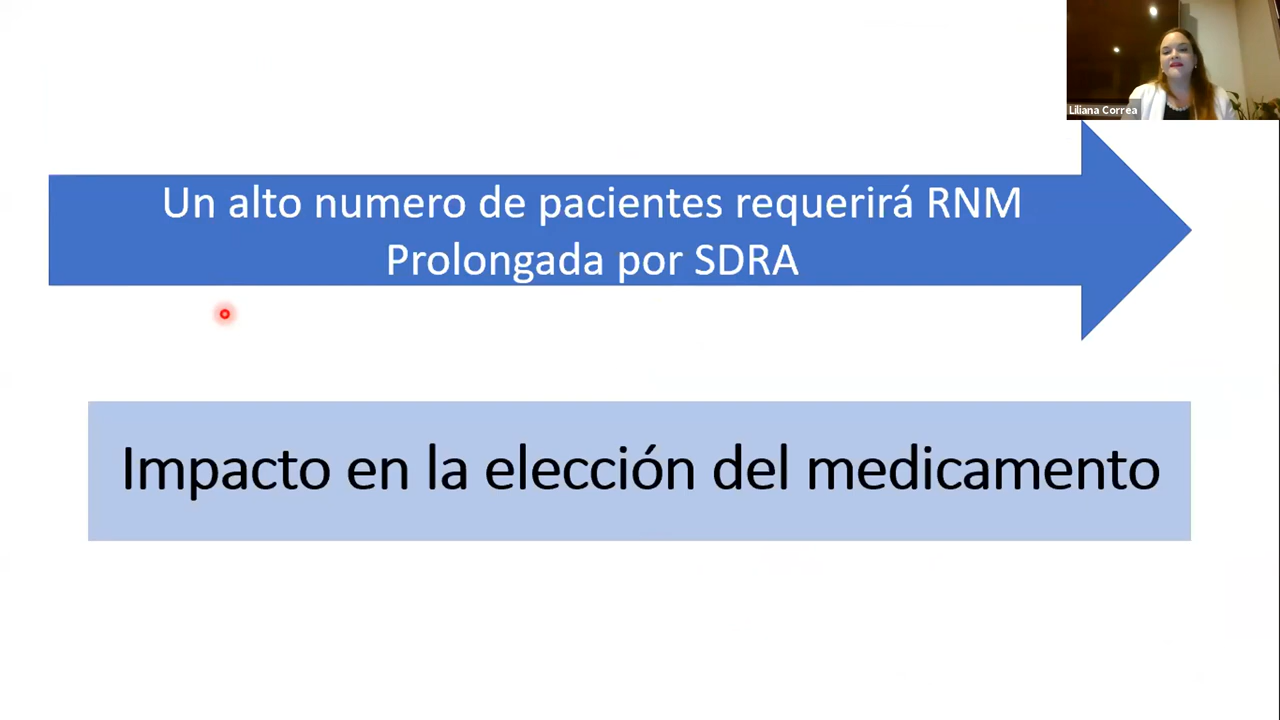 Liliana Correa
Un alto numero de pacientes requerirá RNM
Prolongada por SDRA
Impacto en la elección del medicamento